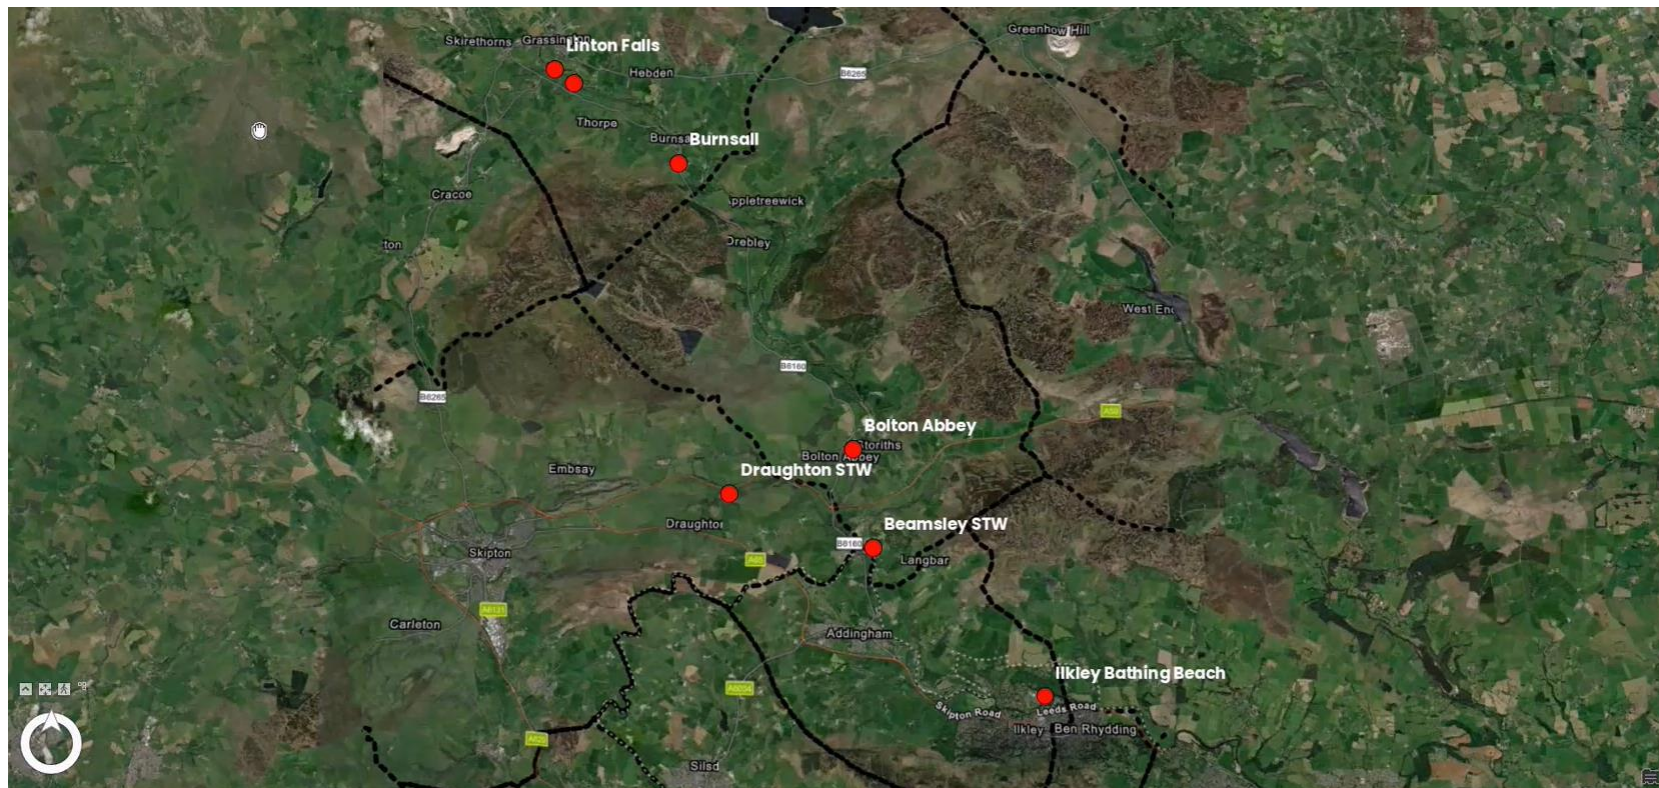 Greenhow Hill
Skirethorns
Linton Falls
Hebden
B6265
Thorpe
Burnsall
Cracoe
Appletreewick
Drebley
West End
B6160
B6265
A59
Bolton Abbey
Storiths
Bolton Abbey
Embsay
Draughton STW
Draughton
Beamsley STW
Skipton
B6160
A65
Langbar
A6131
Carleton
Addingham
Ilkley Bathing Beach
A6034
Skipton Road
Leeds Road
Ilkley
Ben Rhydding
A629
Silsd